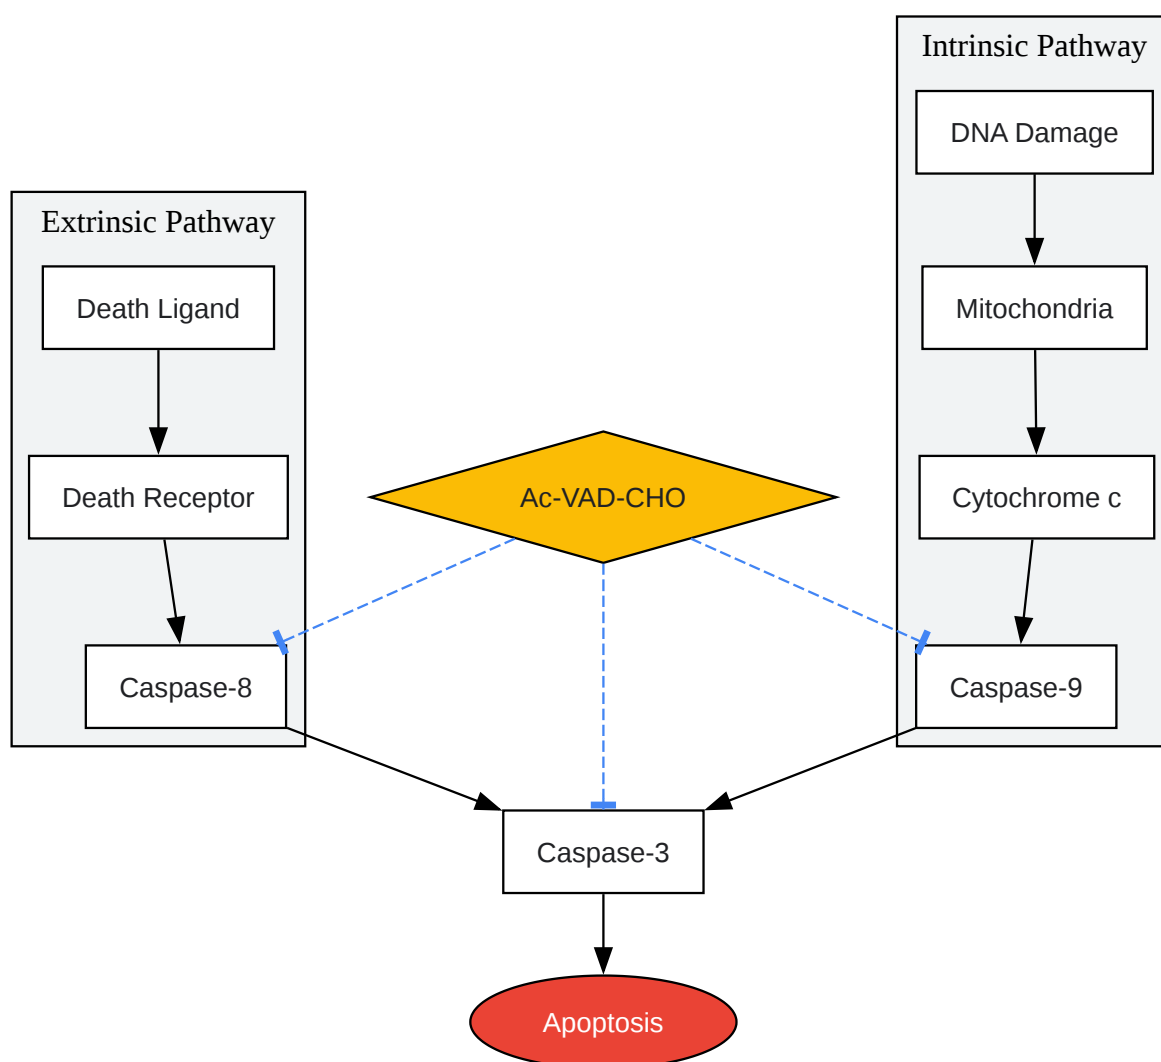 Intrinsic Pathway
DNA Damage
Extrinsic Pathway
Death Ligand
Mitochondria
Death Receptor
Ac-VAD-CHO
Cytochrome c
Caspase-8
Caspase-9
Caspase-3
Apoptosis